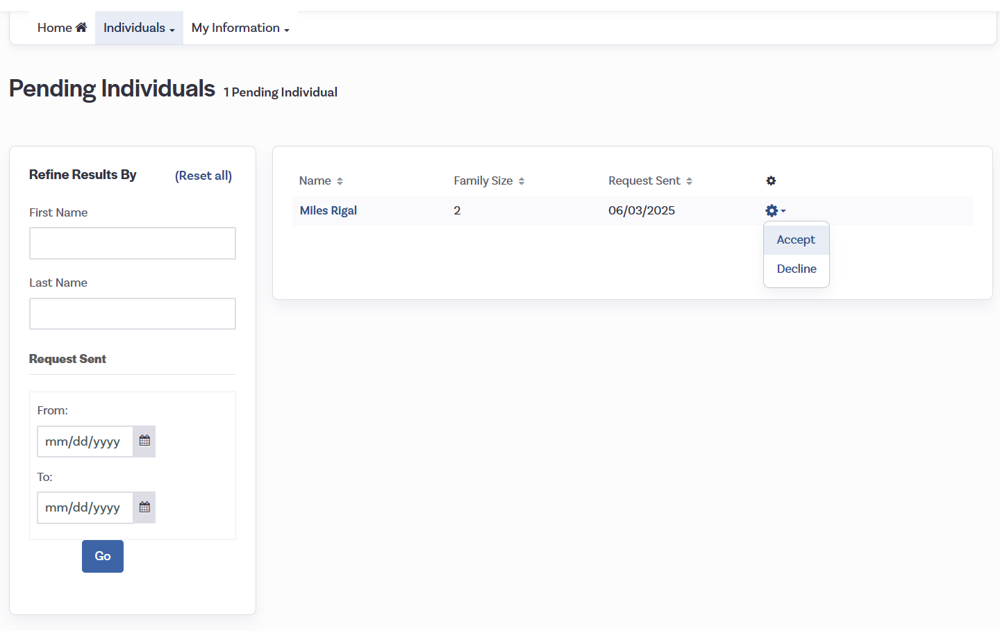 Home Individuals My Information
Pending Individuals 1 Pending Individual
Refine Results By (Reset all)
First Name
Last Name
Request Sent
From:
mm/dd/yyyy
To:
mm/dd/yyyy
Go
Name Family Size Request Sent
Miles Rigal 2 06/03/2025
Accept
Decline